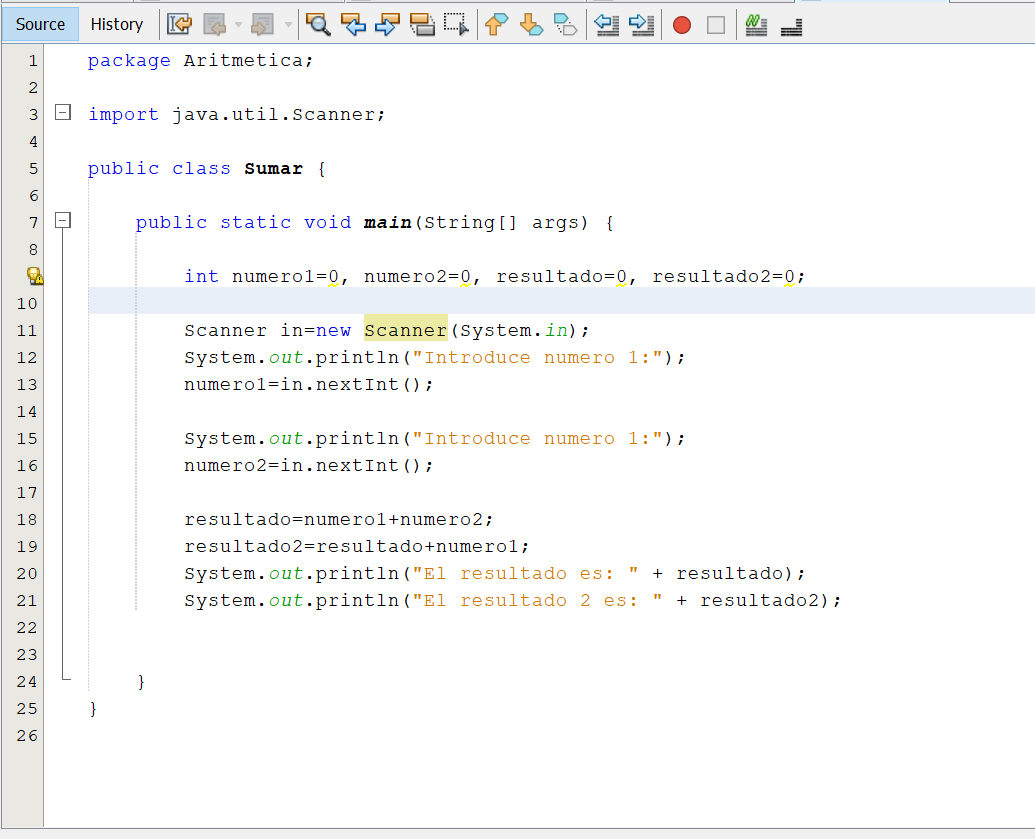 Source History
1 package Aritmetica;
2
3 import java.util.Scanner;
4
5 public class Sumar {
6
7 public static void main(String[] args) {
8
int numero1=0, numero2=0, resultado=0, resultado2=0;
10
11 Scanner in=new Scanner(System.in);
12 System.out.println("Introduce numero 1:");
13 numero1=in.nextInt();
14
15 System.out.println("Introduce numero 1:");
16 numero2=in.nextInt();
17
18 resultado=numero1+numero2;
19 resultado2=resultado+numero1;
20 System.out.println("El resultado es: " + resultado);
21 System.out.println("El resultado 2 es: " + resultado2);
22
23
24 }
25 }
26